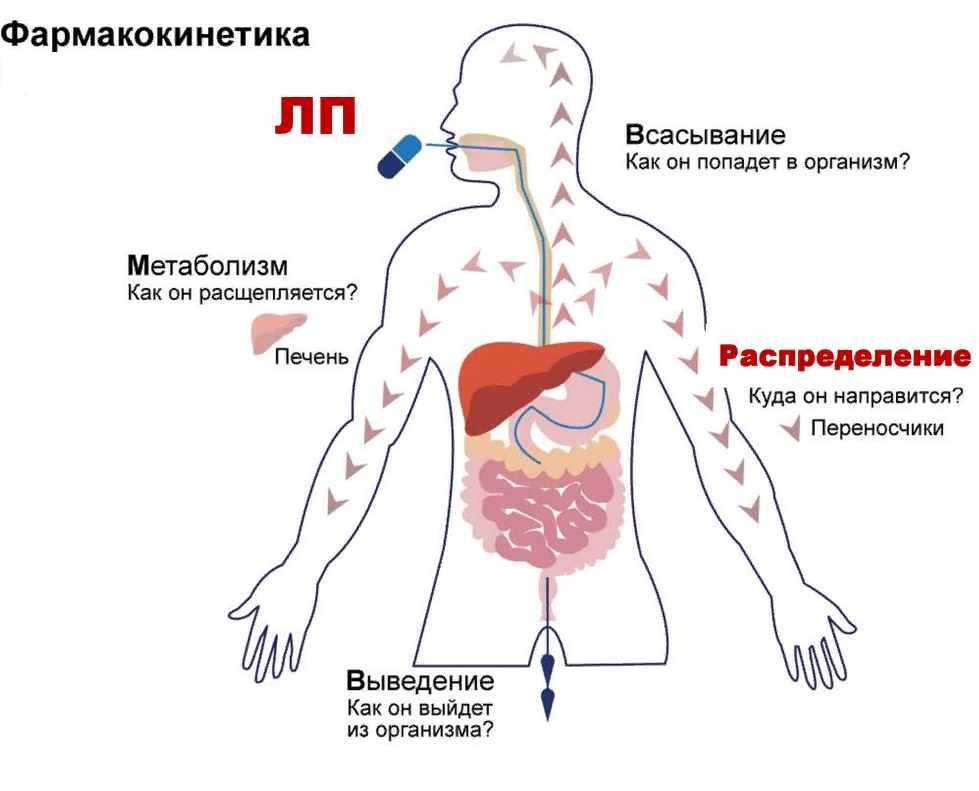 Фармакокинетика
ЛП
Всасывание
Как он попадет в организм?
Метаболизм
Как он расщепляется?
Печень
Распределение
Куда он направится?
Переносчики
Выведение
Как он выйдет
из организма?